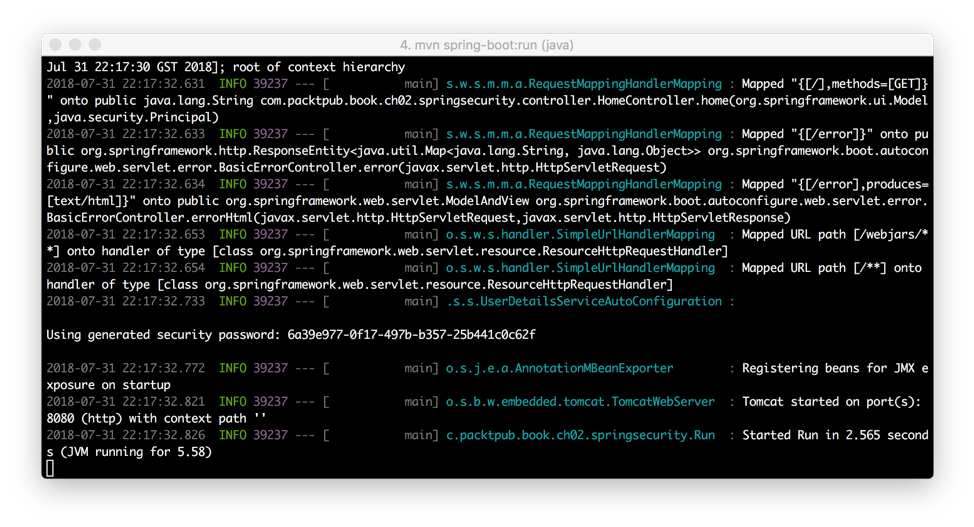 4. mvn spring-boot:run (java)
Jul 31 22:17:30 GST 2018]; root of context hierarchy
2018-07-31 22:17:32.631  INFO 39237 --- [           main] s.w.s.m.m.a.RequestMappingHandlerMapping : Mapped "{[/],methods=[GET]}
" onto public java.lang.String com.packtpub.book.ch02.springsecurity.controller.HomeController.home(org.springframework.ui.Model
,java.security.Principal)
2018-07-31 22:17:32.633  INFO 39237 --- [           main] s.w.s.m.m.a.RequestMappingHandlerMapping : Mapped "{[/error]}" onto pu
blic org.springframework.http.ResponseEntity<java.util.Map<java.lang.String, java.lang.Object>> org.springframework.boot.autocon
figure.web.servlet.error.BasicErrorController.error(javax.servlet.http.HttpServletRequest)
2018-07-31 22:17:32.634  INFO 39237 --- [           main] s.w.s.m.m.a.RequestMappingHandlerMapping : Mapped "{[/error],produces=
[text/html]}" onto public org.springframework.web.servlet.ModelAndView org.springframework.boot.autoconfigure.web.servlet.error.
BasicErrorController.errorHtml(javax.servlet.http.HttpServletRequest,javax.servlet.http.HttpServletResponse)
2018-07-31 22:17:32.653  INFO 39237 --- [           main] o.s.w.s.handler.SimpleUrlHandlerMapping  : Mapped URL path [/webjars/*
*] onto handler of type [class org.springframework.web.servlet.resource.ResourceHttpRequestHandler]
2018-07-31 22:17:32.654  INFO 39237 --- [           main] o.s.w.s.handler.SimpleUrlHandlerMapping  : Mapped URL path [/**] onto
handler of type [class org.springframework.web.servlet.resource.ResourceHttpRequestHandler]
2018-07-31 22:17:32.733  INFO 39237 --- [           main] .s.s.UserDetailsServiceAutoConfiguration :
Using generated security password: 6a39e977-0f17-497b-b357-25b441c0c62f
2018-07-31 22:17:32.772  INFO 39237 --- [           main] o.s.j.e.a.AnnotationMBeanExporter        : Registering beans for JMX e
xposure on startup
2018-07-31 22:17:32.821  INFO 39237 --- [           main] o.s.b.w.embedded.tomcat.TomcatWebServer  : Tomcat started on port(s):
8080 (http) with context path ''
2018-07-31 22:17:32.826  INFO 39237 --- [           main] c.packtpub.book.ch02.springsecurity.Run  : Started Run in 2.565 second
s (JVM running for 5.58)